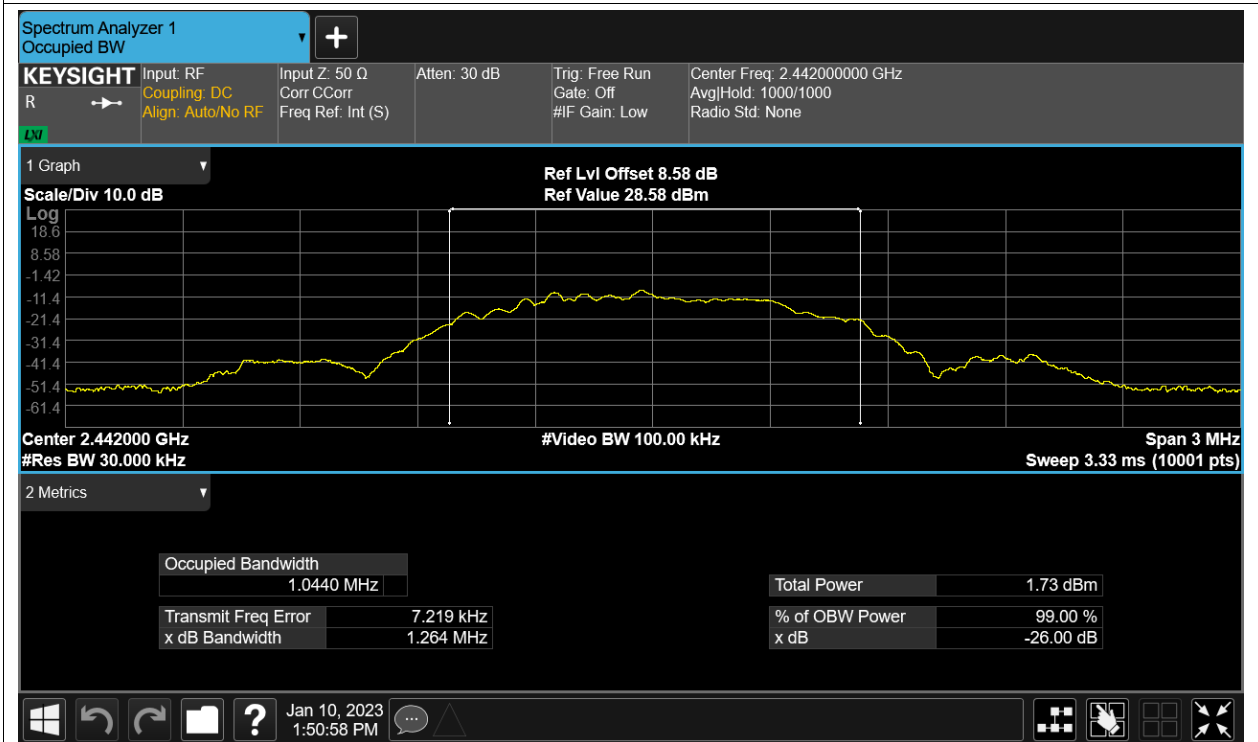 Spectrum Analyzer 1
Occupied BW
KEYSIGHT
R
LXI
Input: RF
Coupling: DC
Align: Auto/No RF
Input Z: 50 Ω
Corr CCorr
Freq Ref: Int (S)
Atten: 30 dB
Trig: Free Run
Gate: Off
#IF Gain: Low
Center Freq: 2.442000000 GHz
Avg|Hold: 1000/1000
Radio Std: None
1 Graph
Scale/Div 10.0 dB
Ref Lvl Offset 8.58 dB
Ref Value 28.58 dBm
Log
18.6
8.58
-1.42
-11.4
-21.4
-31.4
-41.4
-51.4
-61.4
Center 2.442000 GHz
#Res BW 30.000 kHz
#Video BW 100.00 kHz
Span 3 MHz
Sweep 3.33 ms (10001 pts)
2 Metrics
Occupied Bandwidth
1.0440 MHz
Transmit Freq Error 7.219 kHz
x dB Bandwidth 1.264 MHz
Total Power 1.73 dBm
% of OBW Power 99.00 %
x dB -26.00 dB
?
Jan 10, 2023
1:50:58 PM